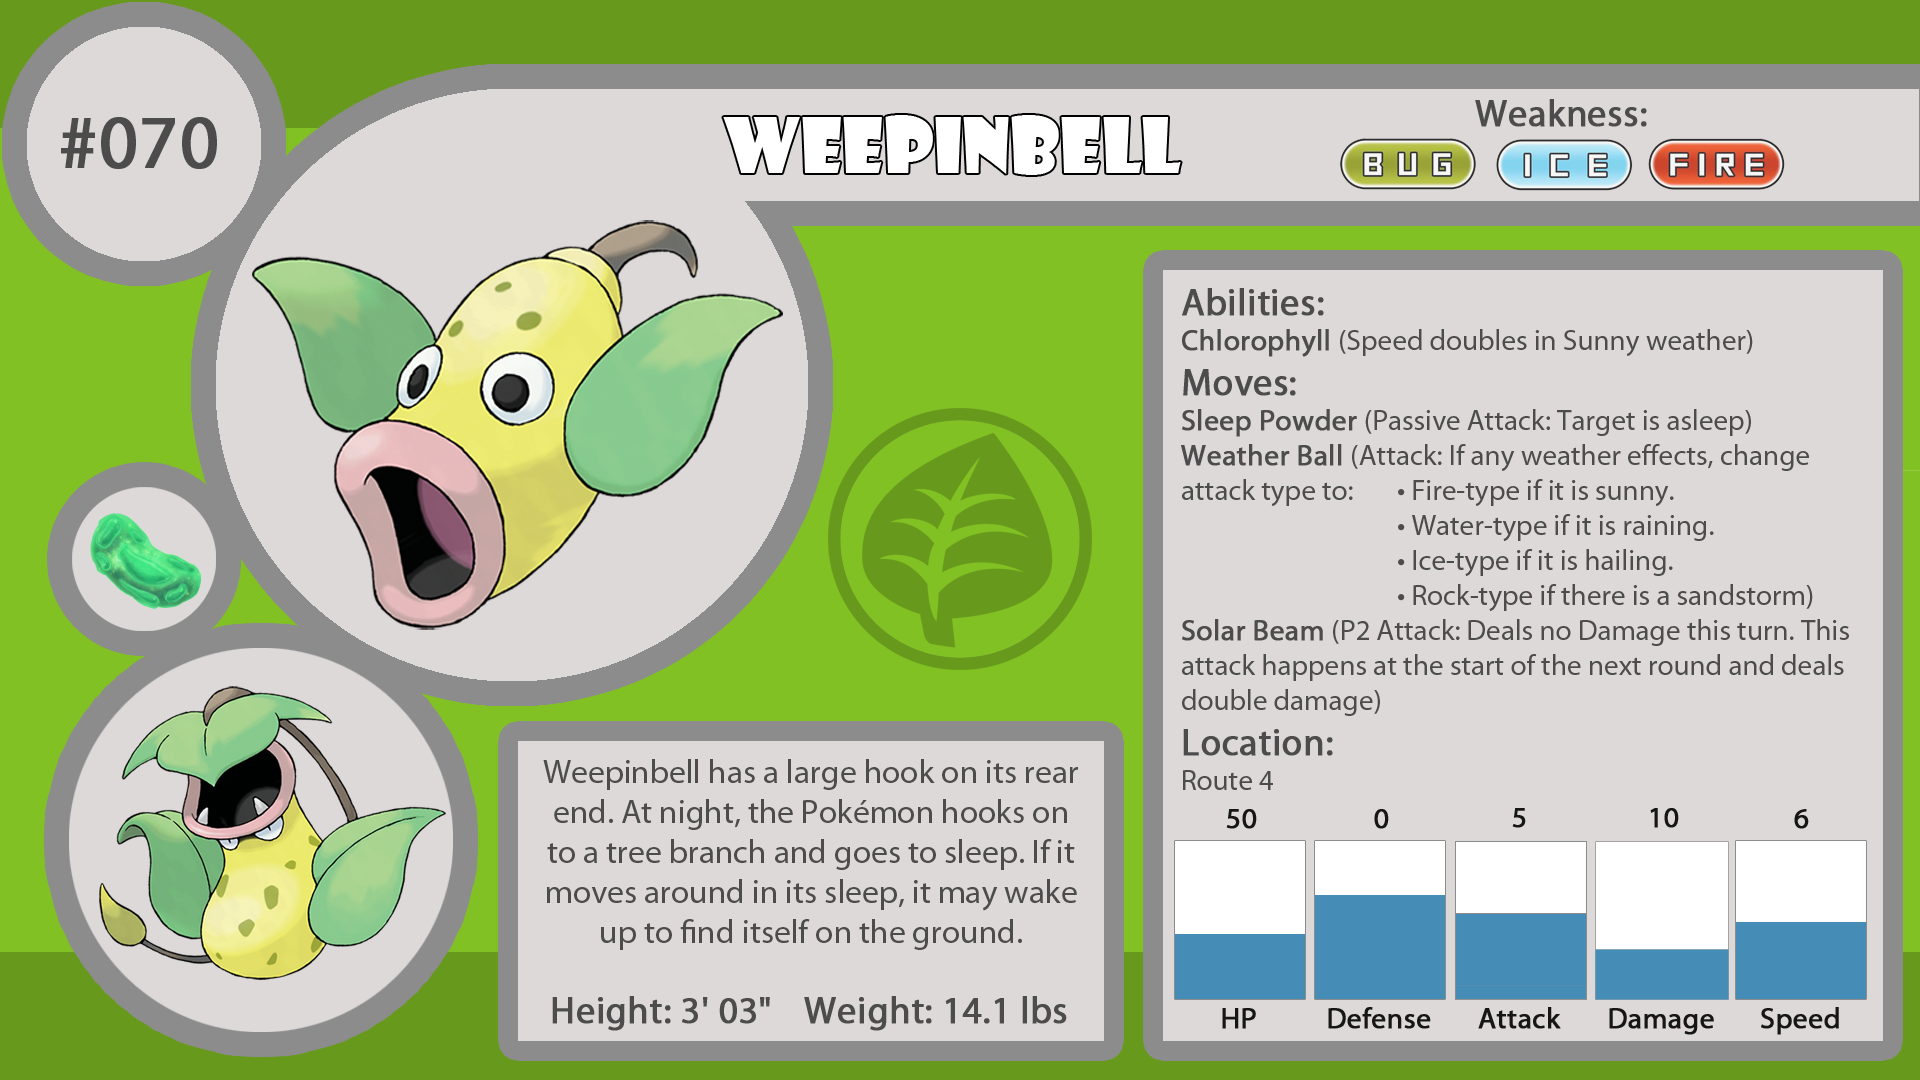 #070
WEEPINBELL
Weakness:
BUG ICE FIRE
Abilities:
Chlorophyll (Speed doubles in Sunny weather)
Moves:
Sleep Powder (Passive Attack: Target is asleep)
Weather Ball (Attack: If any weather effects, change
attack type to: • Fire-type if it is sunny.
• Water-type if it is raining.
• Ice-type if it is hailing.
• Rock-type if there is a sandstorm)
Solar Beam (P2 Attack: Deals no Damage this turn. This
attack happens at the start of the next round and deals
double damage)
Location:
Route 4
50 0 5 10 6
HP Defense Attack Damage Speed
Weepinbell has a large hook on its rear
end. At night, the Pokémon hooks on
to a tree branch and goes to sleep. If it
moves around in its sleep, it may wake
up to find itself on the ground.
Height: 3' 03" Weight: 14.1 lbs